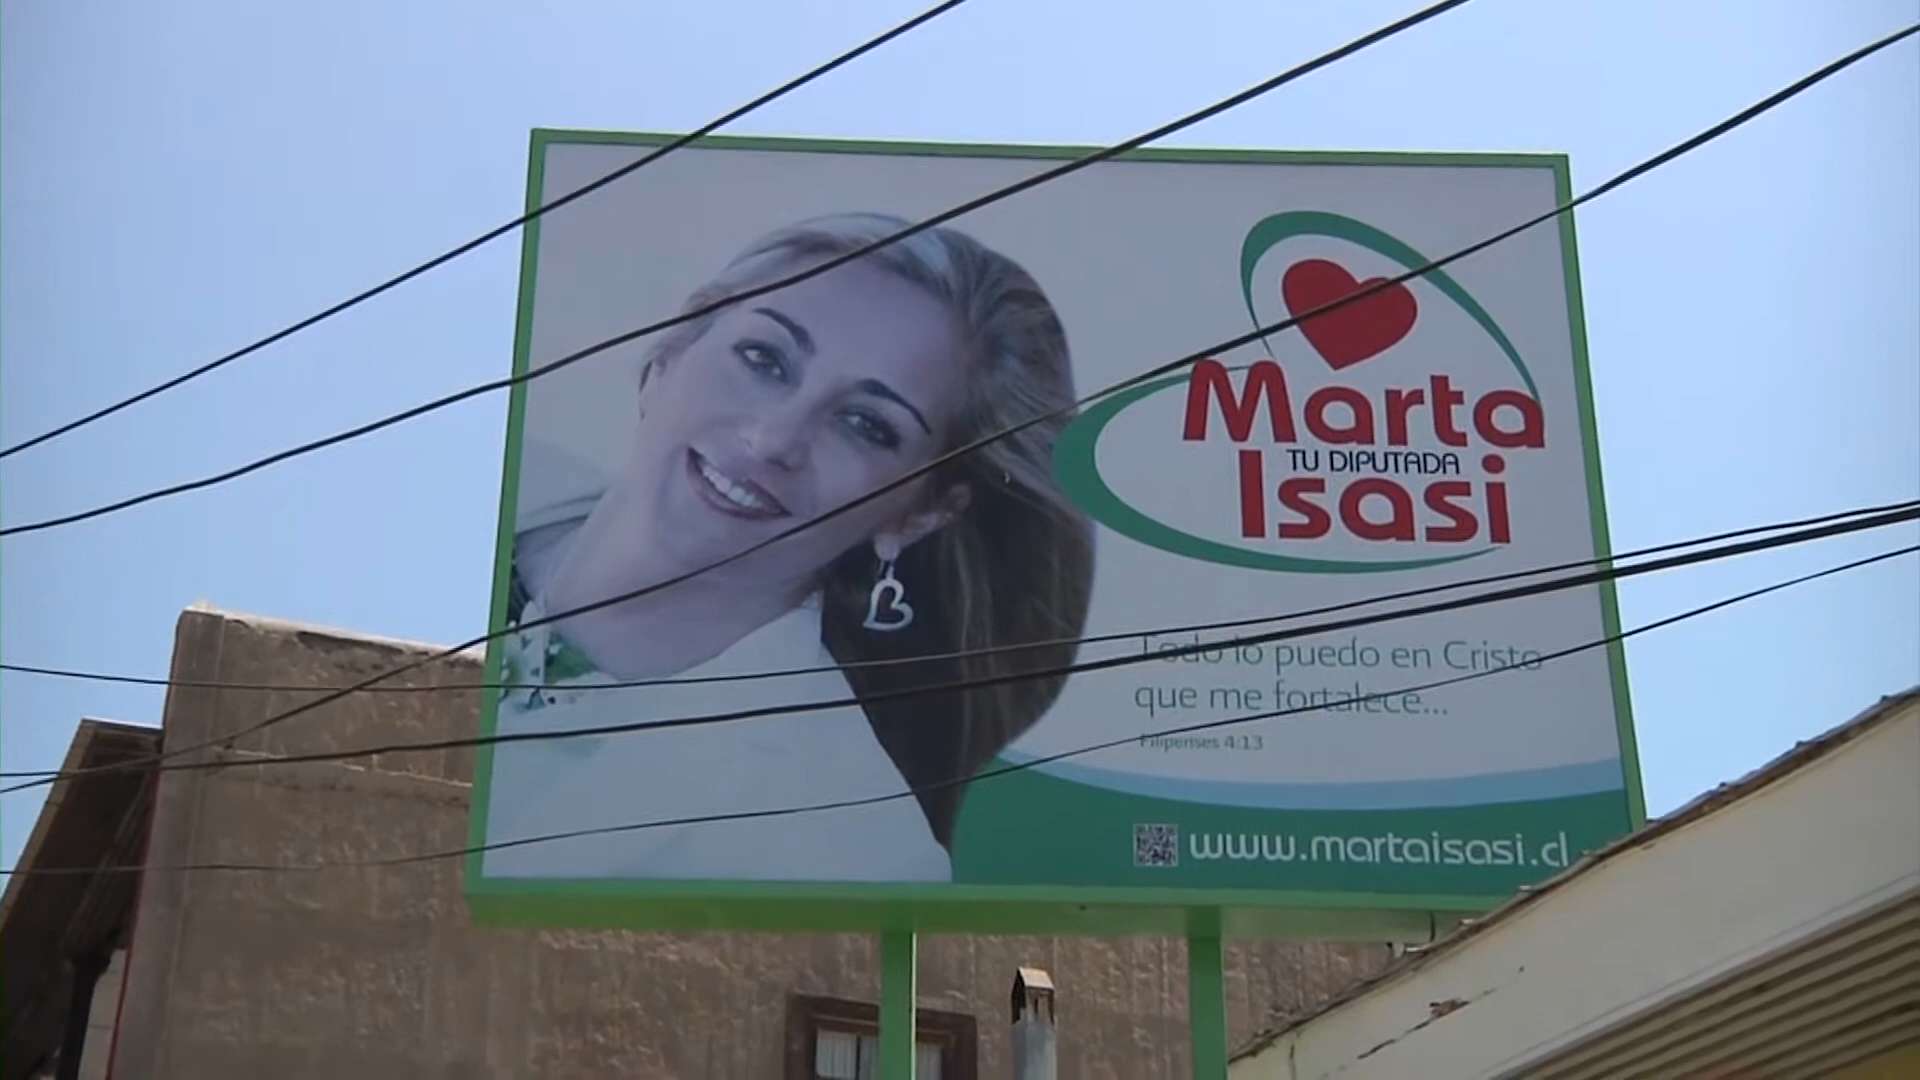 Marta
TU DIPUTADA
Isasi
Todo lo puedo en Cristo
que me fortalece...
Filipenses 4:13
www.martaisasi.cl